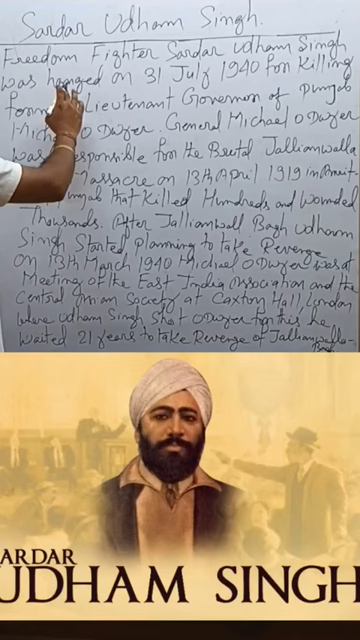 Sardar Udham Singh.
Freedom Fighter Sardar Udham Singh
was hanged on 31 July 1940 for Killing
Lieutenant Governor of Punjab
O Dwyer. General Michael O Dwyer
was responsible for the Brutal Jallianwalla
Massacre on 13th April 1919 in
that Killed Hundreds and Wounded
Thousands. After Jallianwall Bagh Udham
Singh Started planning to take Revenge
on 13th March 1940 Michael O Dwyer was at
Meeting of the East India Association and the
Central Asian Society at Caxton Hall, London
where Udham Singh Shot O Dwyer for this he
waited 21 years to take Revenge of Jallianwalla-
Bagh
ARDAR
UDHAM SINGH